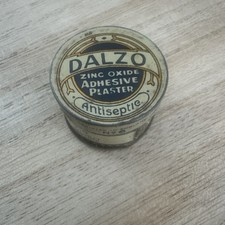 DALZO
ZINC OXIDE
ADHESIVE
PLASTER
Antiseptic